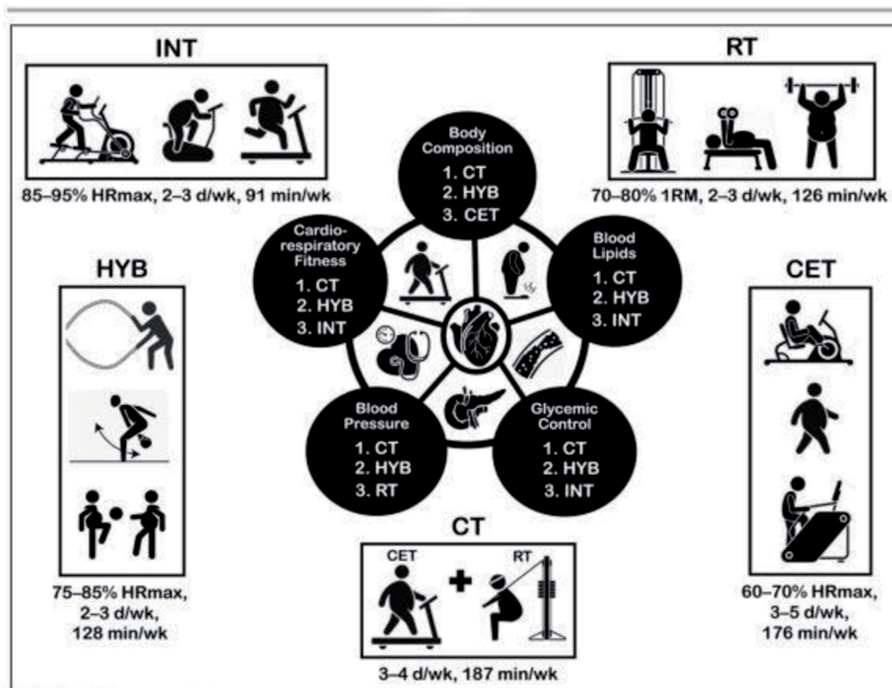 INT
85–95% HRmax, 2–3 d/wk, 91 min/wk
RT
70–80% 1RM, 2–3 d/wk, 126 min/wk
Body
Composition
1. CT
2. HYB
3. CET
Cardio-
respiratory
Fitness
1. CT
2. HYB
3. INT
Blood
Lipids
1. CT
2. HYB
3. INT
Blood
Pressure
1. CT
2. HYB
3. RT
Glycemic
Control
1. CT
2. HYB
3. INT
HYB
75–85% HRmax,
2–3 d/wk,
128 min/wk
CET
60–70% HRmax,
3–5 d/wk,
176 min/wk
CT
CET
RT
3–4 d/wk, 187 min/wk